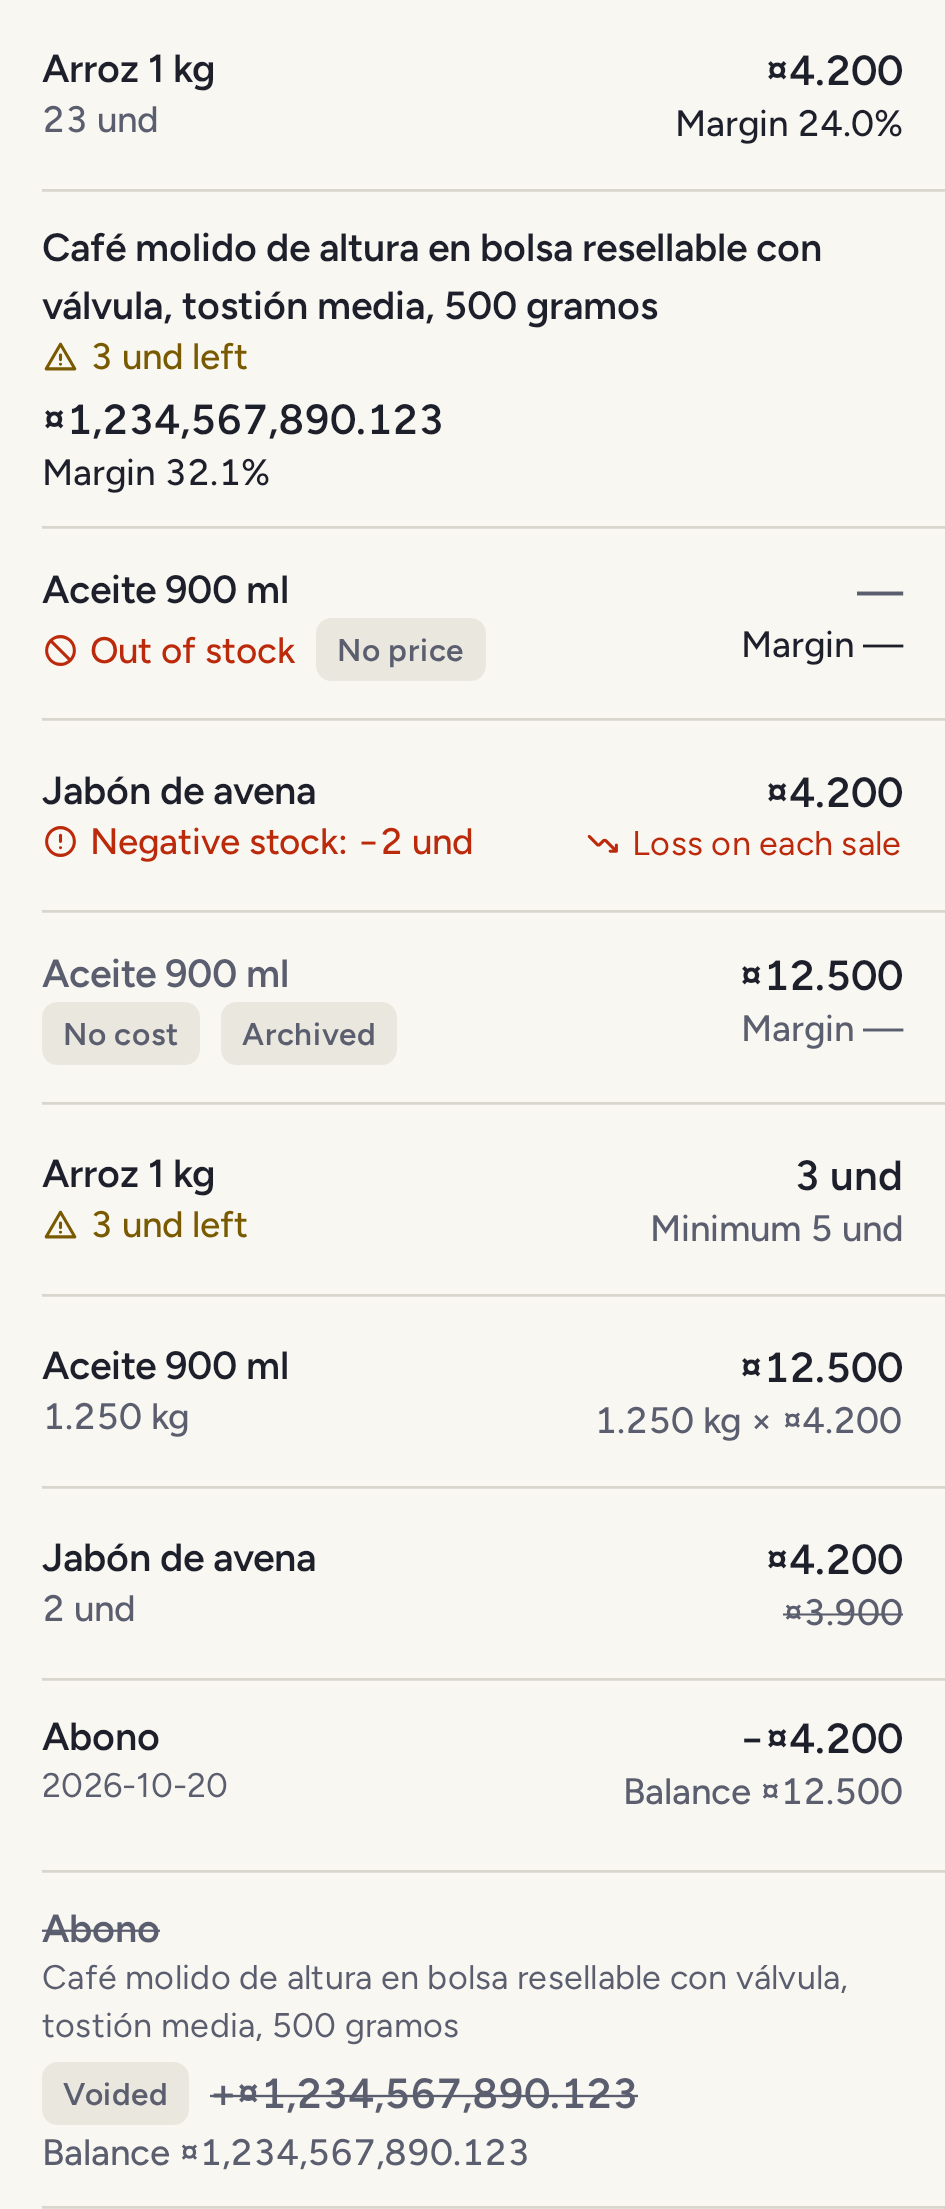 Arroz 1 kg
¤4.200
23 und
Margin 24.0%
Café molido de altura en bolsa resellable con
válvula, tostión media, 500 gramos
3 und left
¤1,234,567,890.123
Margin 32.1%
Aceite 900 ml
—
Out of stock
No price
Margin —
Jabón de avena
¤4.200
Negative stock: −2 und
Loss on each sale
Aceite 900 ml
¤12.500
No cost
Archived
Margin —
Arroz 1 kg
3 und
3 und left
Minimum 5 und
Aceite 900 ml
¤12.500
1.250 kg
1.250 kg × ¤4.200
Jabón de avena
¤4.200
2 und
¤3.900
Abono
−¤4.200
2026-10-20
Balance ¤12.500
Abono
Café molido de altura en bolsa resellable con válvula,
tostión media, 500 gramos
Voided
+¤1,234,567,890.123
Balance ¤1,234,567,890.123